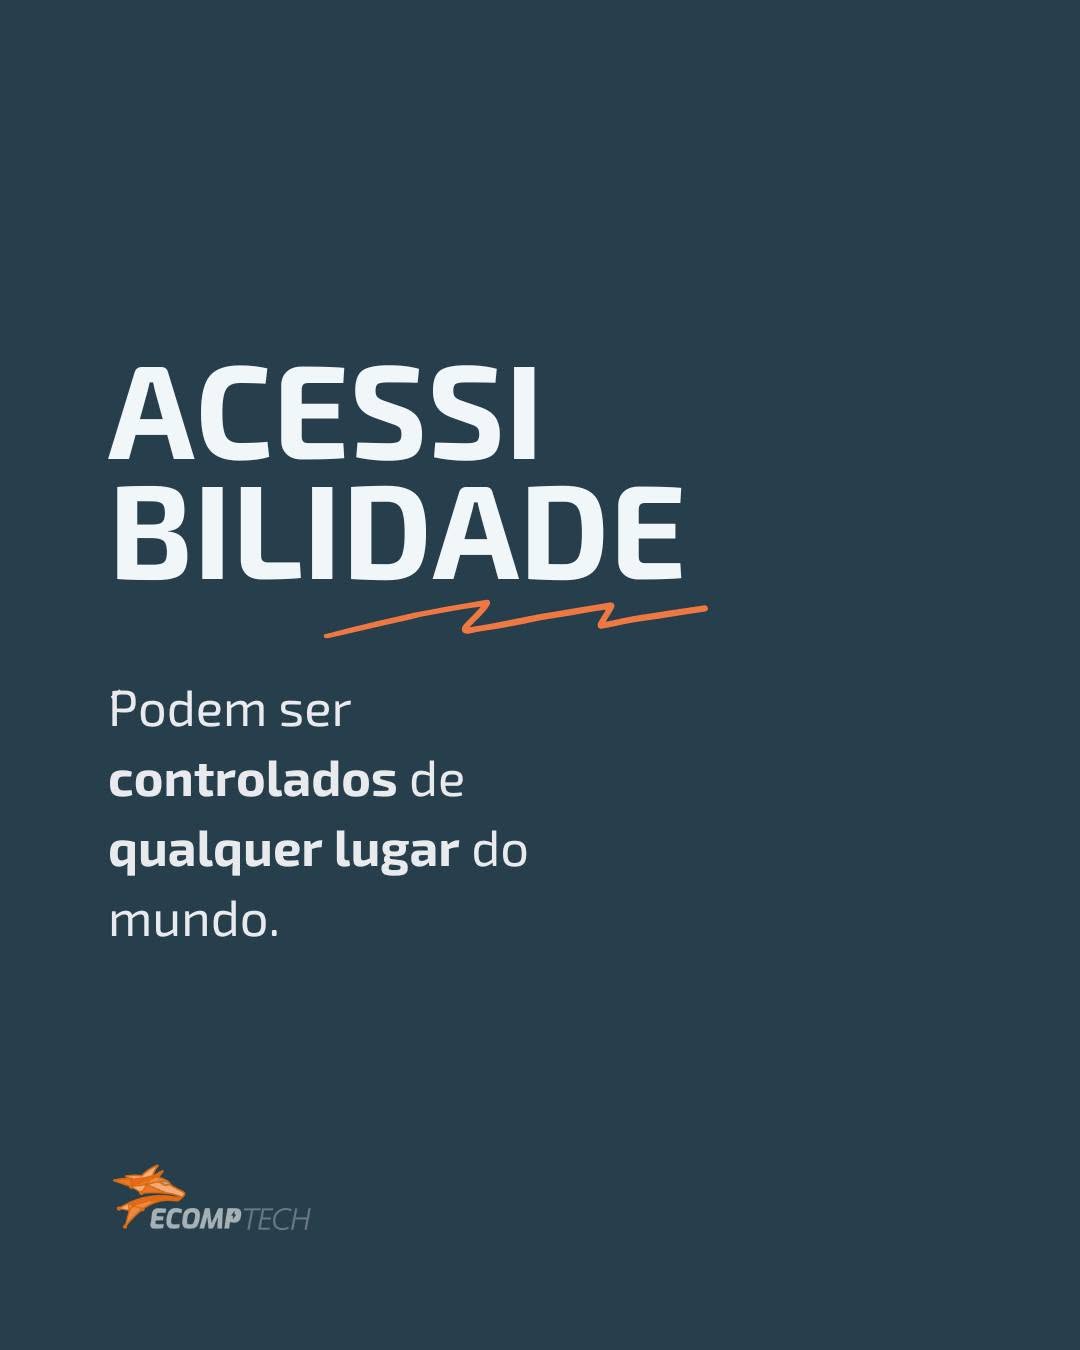 ACESSI
BILIDADE
Podem ser
controlados de
qualquer lugar do
mundo.
ECOMPTECH